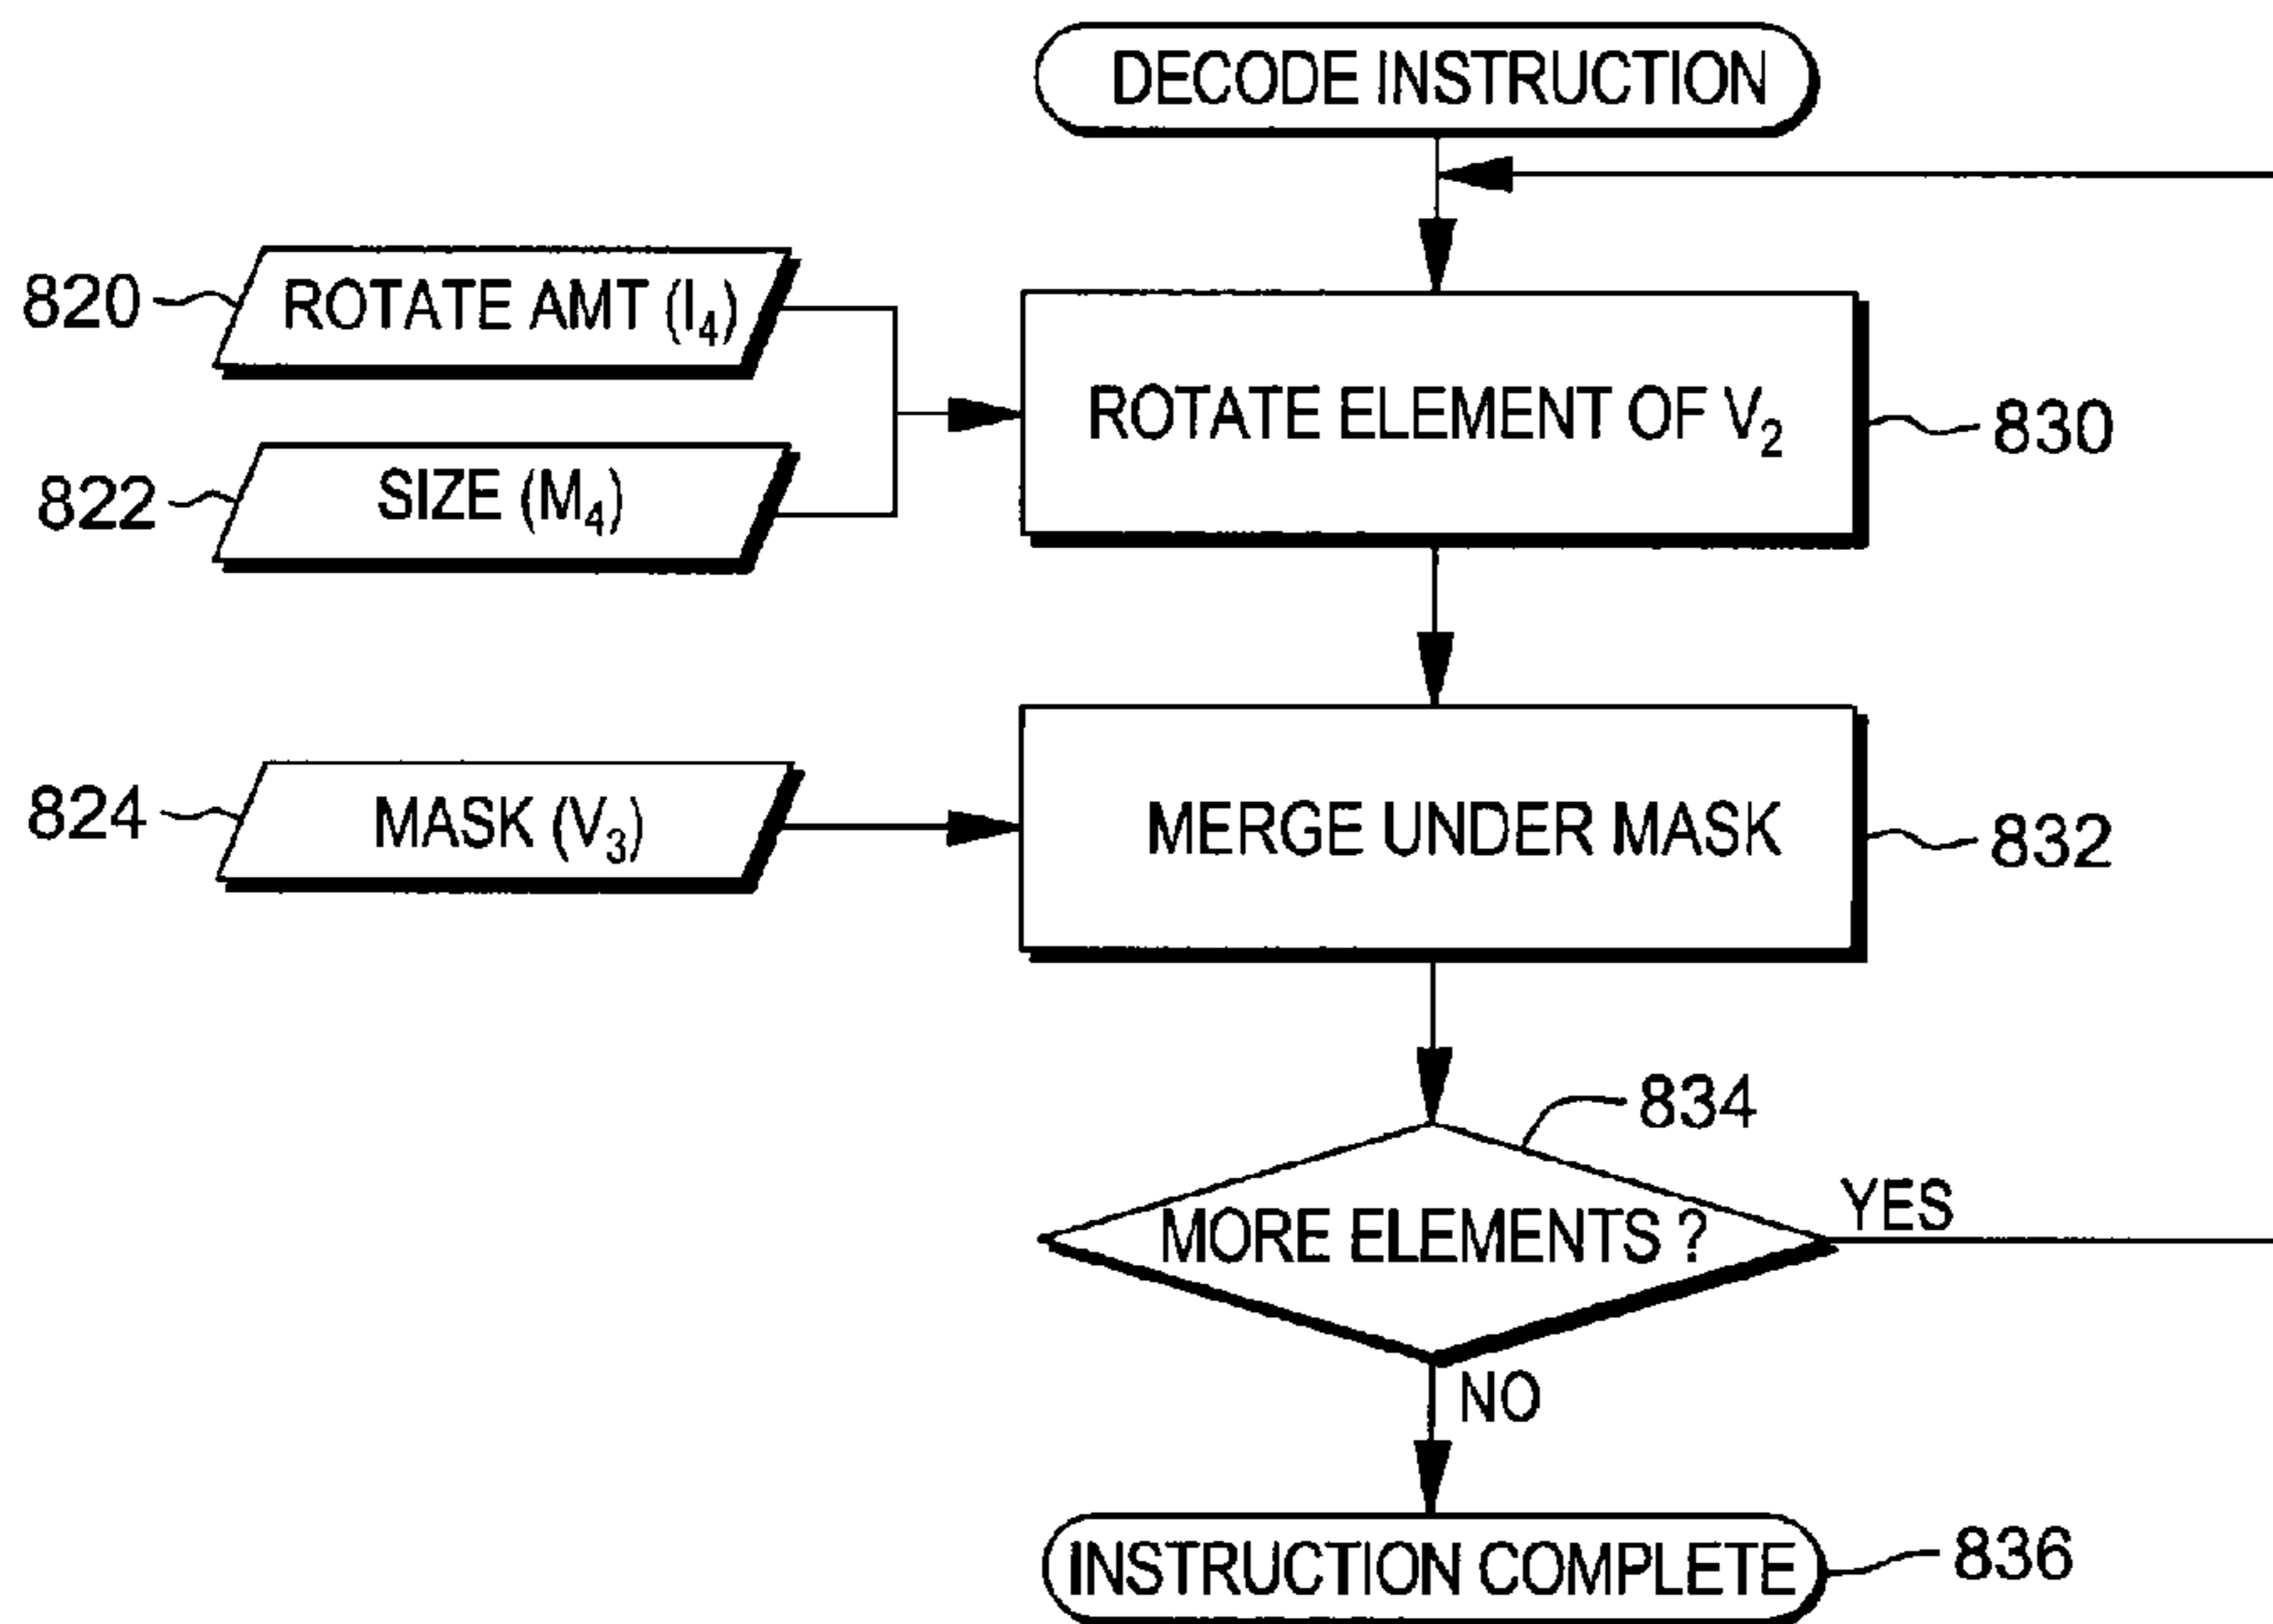 DECODE INSTRUCTION
820 ROTATE AMT (I₄)
822 SIZE (M₄)
ROTATE ELEMENT OF V₂ 830
824 MASK (V₃)
MERGE UNDER MASK 832
834
MORE ELEMENTS ? YES
NO
INSTRUCTION COMPLETE 836